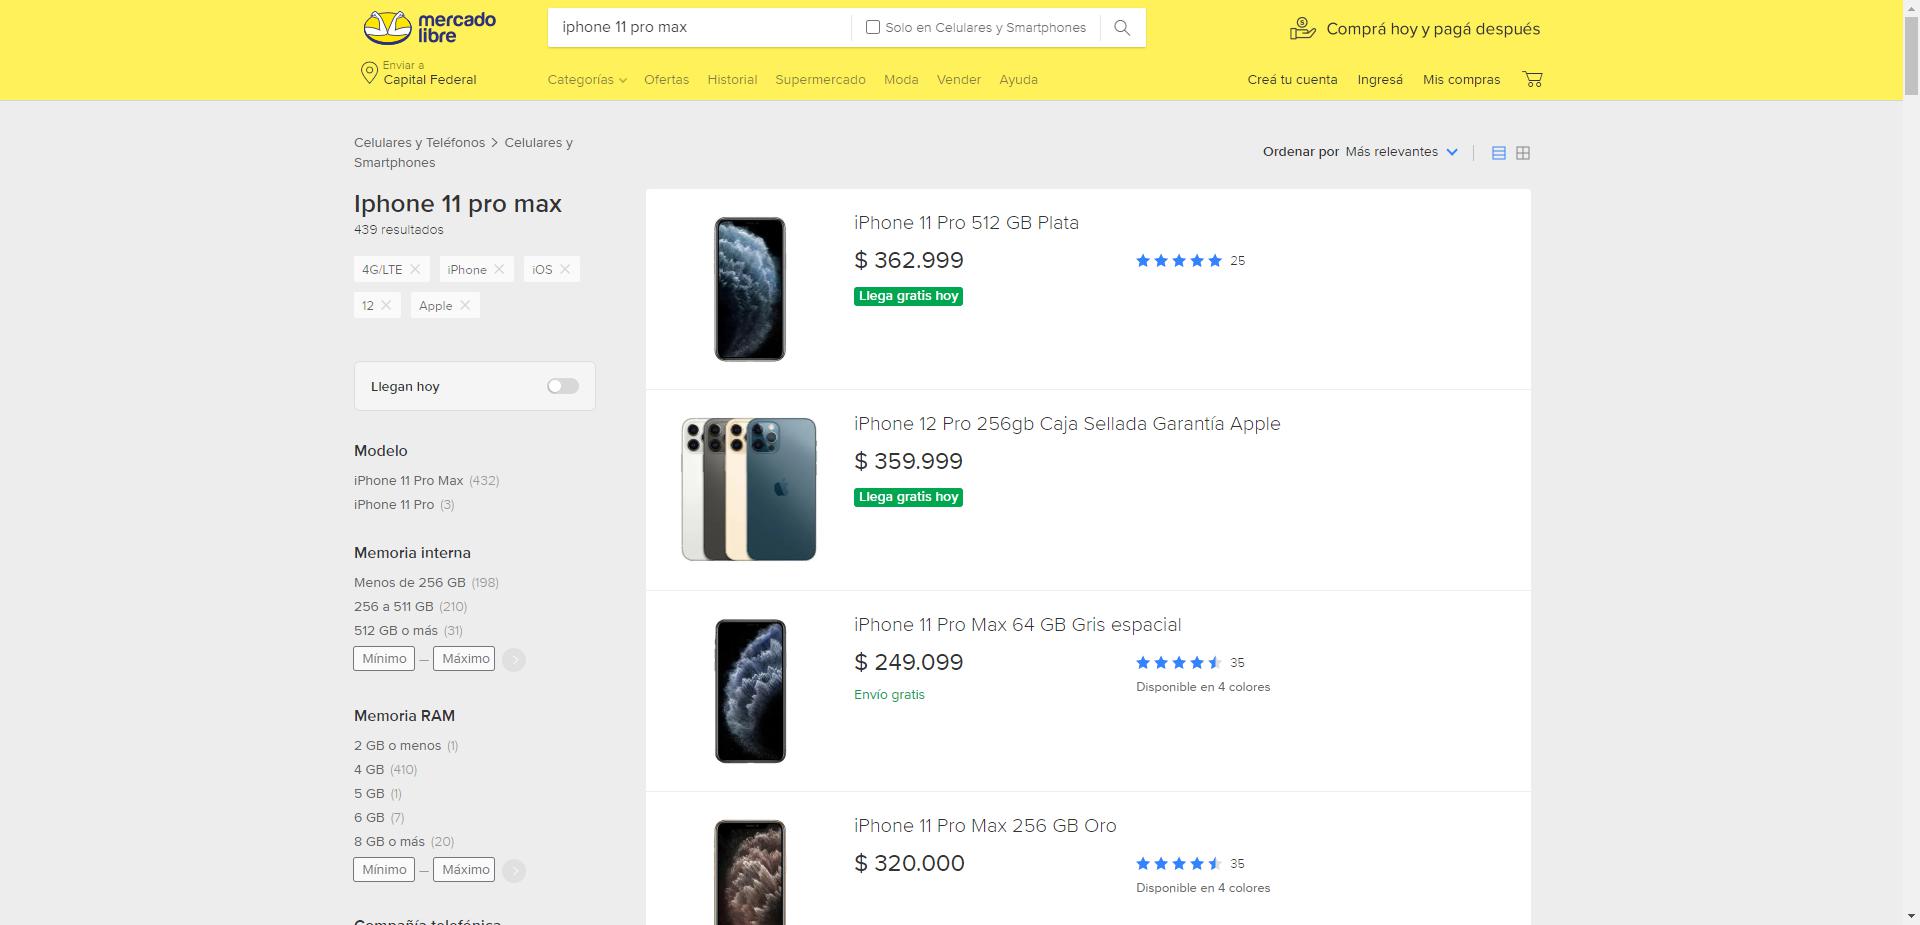 mercado
libre
iphone 11 pro max
Solo en Celulares y Smartphones
Comprá hoy y pagá después
Enviar a
Capital Federal
Categorías
Ofertas
Historial
Supermercado
Moda
Vender
Ayuda
Creá tu cuenta
Ingresá
Mis compras
Celulares y Teléfonos > Celulares y
Smartphones
Ordenar por Más relevantes
Iphone 11 pro max
439 resultados
4G/LTE
iPhone
iOS
12
Apple
Llegan hoy
Modelo
iPhone 11 Pro Max (432)
iPhone 11 Pro (3)
Memoria interna
Menos de 256 GB (198)
256 a 511 GB (210)
512 GB o más (31)
Mínimo — Máximo
Memoria RAM
2 GB o menos (1)
4 GB (410)
5 GB (1)
6 GB (7)
8 GB o más (20)
Mínimo — Máximo
Compañía telefónica
iPhone 11 Pro 512 GB Plata
$ 362.999
25
Llega gratis hoy
iPhone 12 Pro 256gb Caja Sellada Garantía Apple
$ 359.999
Llega gratis hoy
iPhone 11 Pro Max 64 GB Gris espacial
$ 249.099
35
Envío gratis
Disponible en 4 colores
iPhone 11 Pro Max 256 GB Oro
$ 320.000
35
Disponible en 4 colores